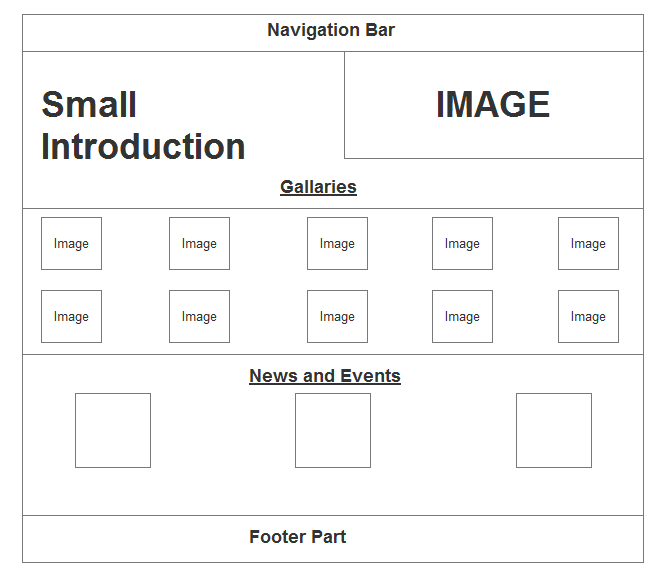 Navigation Bar
Small
Introduction
IMAGE
Gallaries
Image Image Image Image Image
Image Image Image Image Image
News and Events
Footer Part